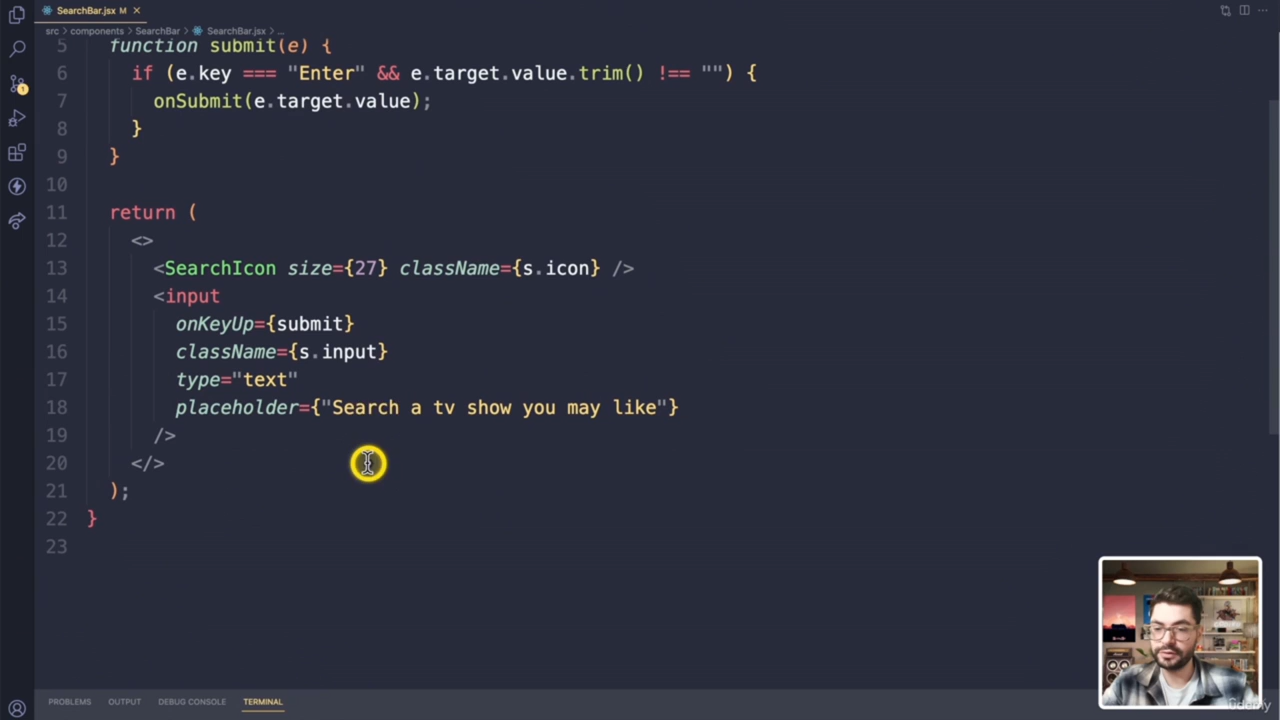 SearchBar.jsx M
src > components > SearchBar > SearchBar.jsx > ...
5 function submit(e) {
6 if (e.key === "Enter" && e.target.value.trim() !== "") {
7 onSubmit(e.target.value);
8 }
9 }
10
11 return (
12 <>
13 <SearchIcon size={27} className={s.icon} />
14 <input
15 onKeyUp={submit}
16 className={s.input}
17 type="text"
18 placeholder={"Search a tv show you may like"}
19 />
20 </>
21 );
22 }
23
1
PROBLEMS OUTPUT DEBUG CONSOLE TERMINAL
ûdemy